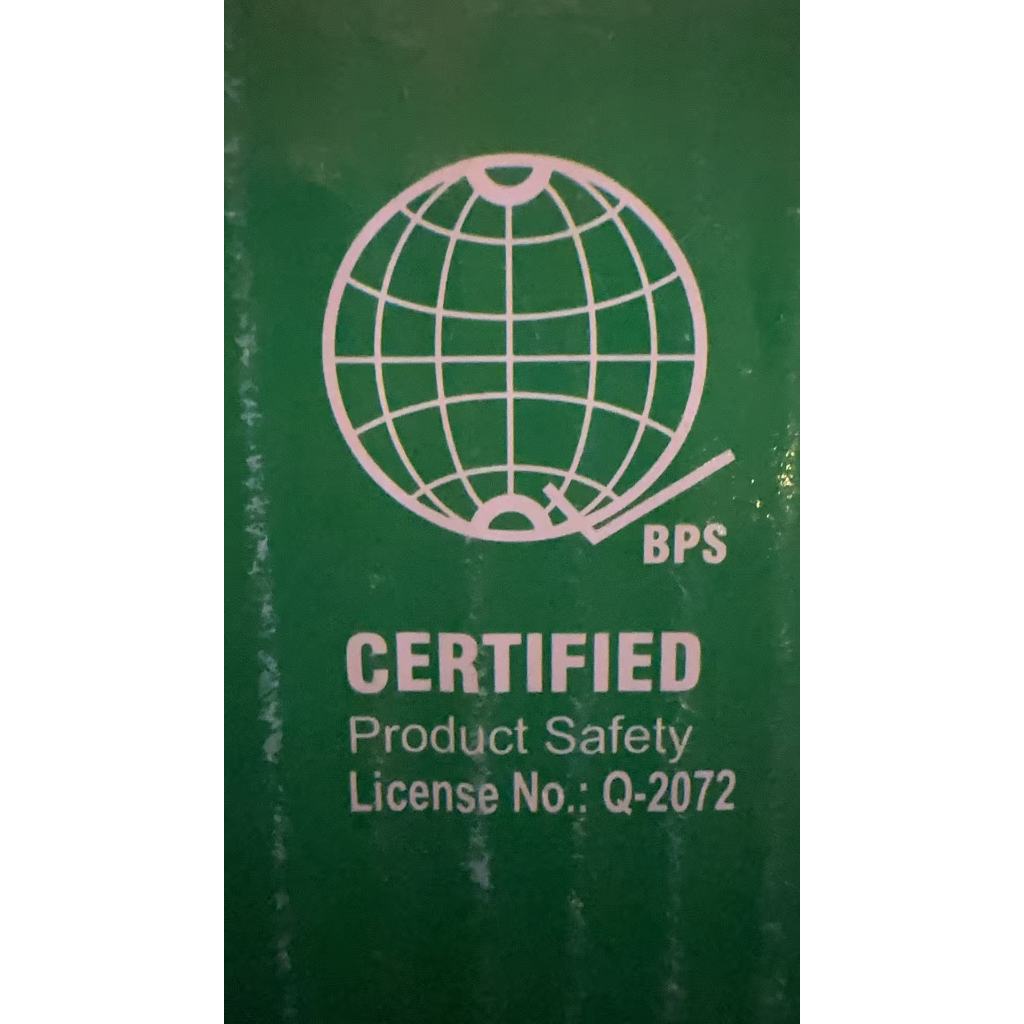 BPS
CERTIFIED
Product Safety
License No.: Q-2072